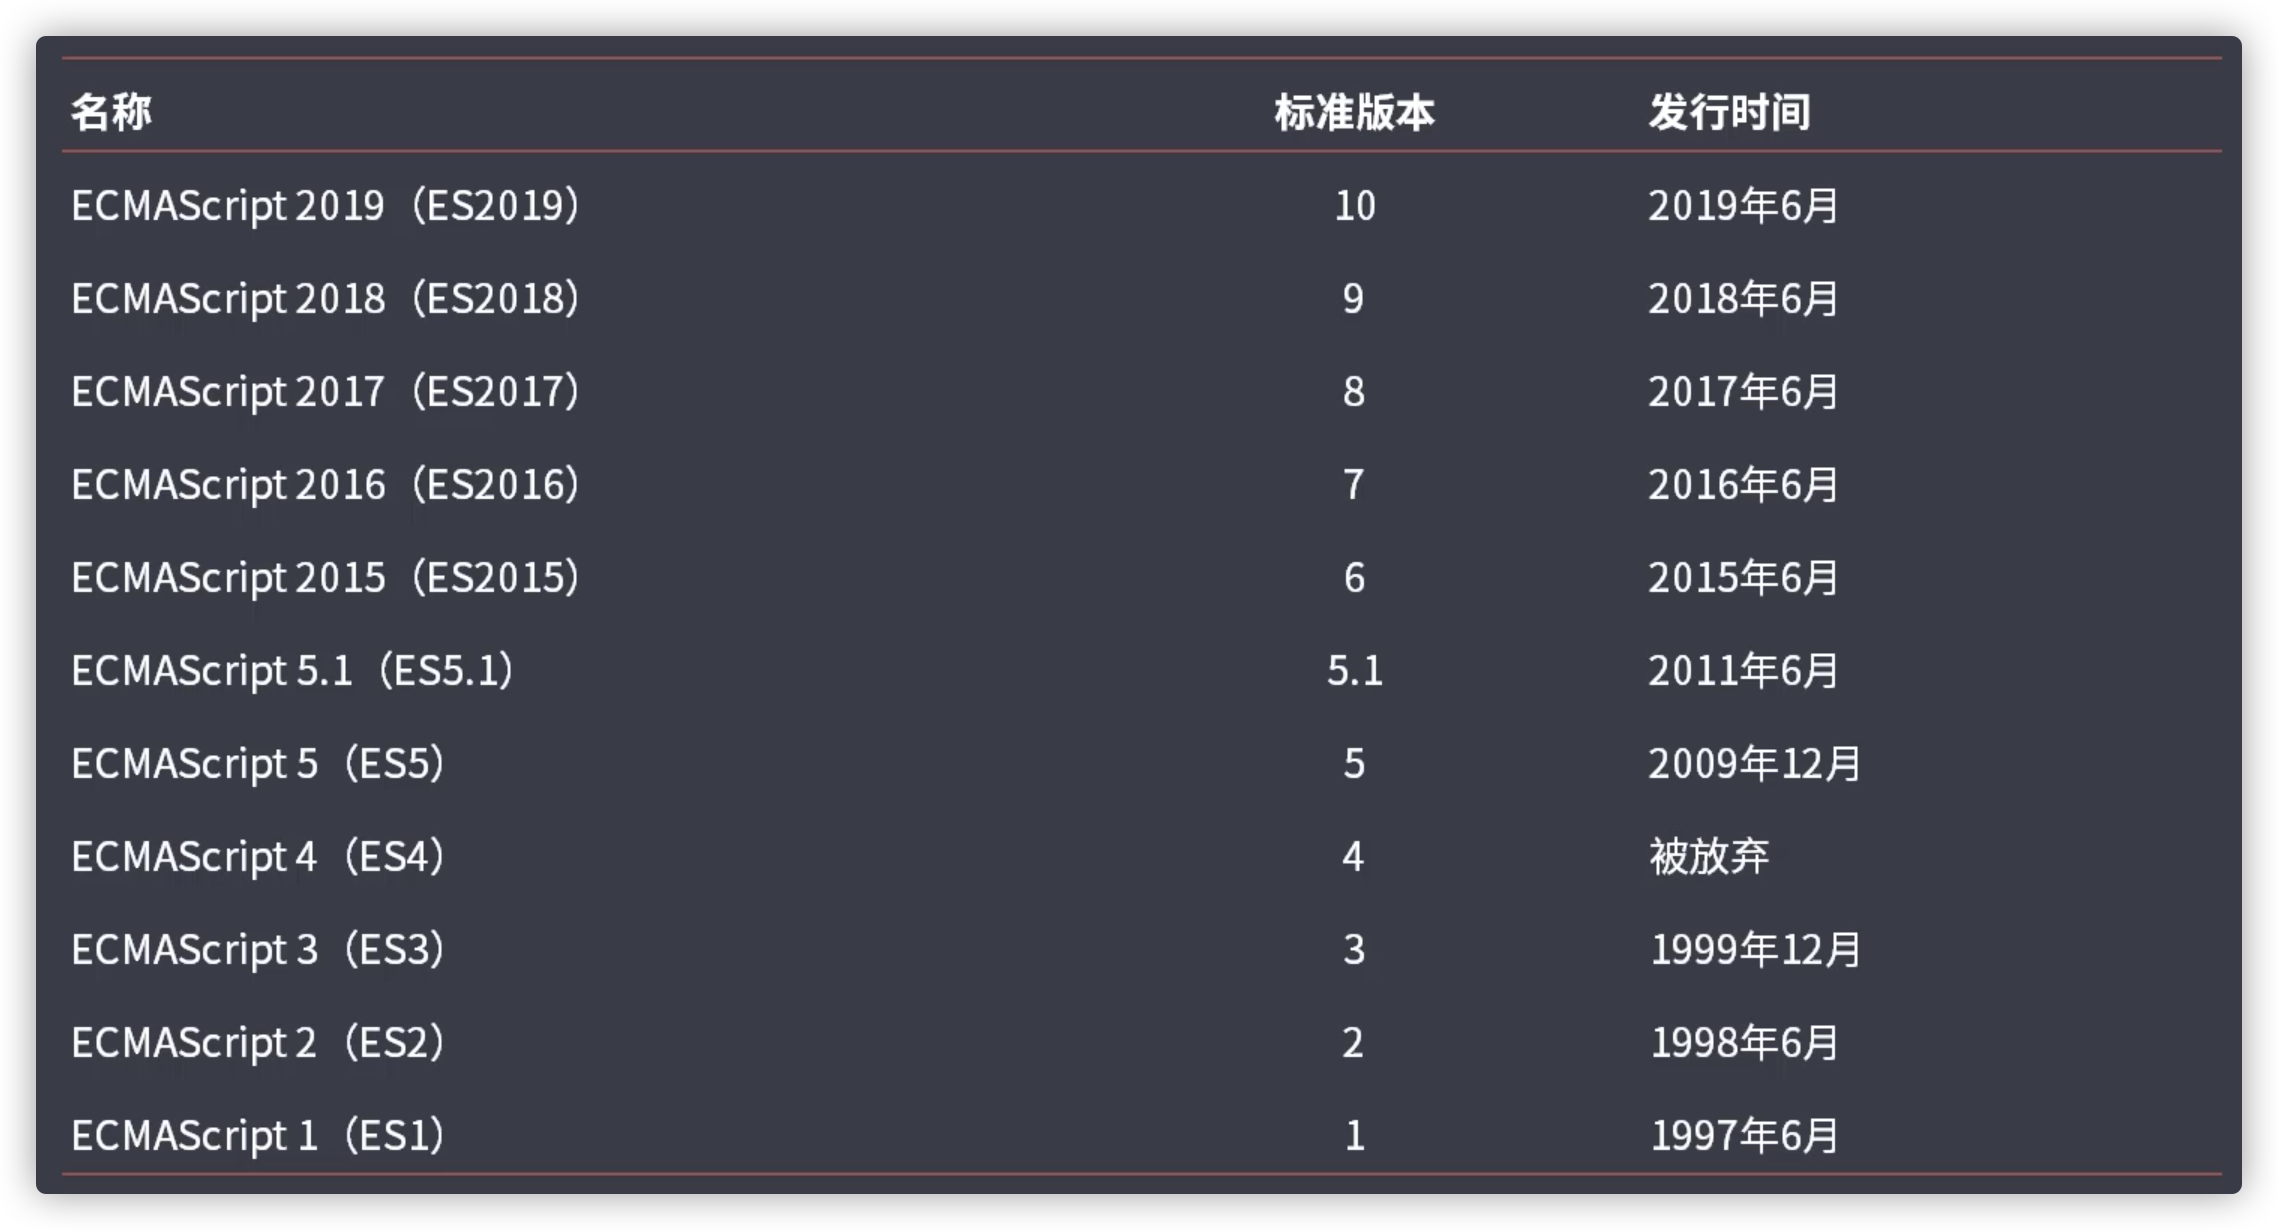 名称 标准版本 发行时间
ECMAScript 2019（ES2019） 10 2019年6月
ECMAScript 2018（ES2018） 9 2018年6月
ECMAScript 2017（ES2017） 8 2017年6月
ECMAScript 2016（ES2016） 7 2016年6月
ECMAScript 2015（ES2015） 6 2015年6月
ECMAScript 5.1（ES5.1） 5.1 2011年6月
ECMAScript 5（ES5） 5 2009年12月
ECMAScript 4（ES4） 4 被放弃
ECMAScript 3（ES3） 3 1999年12月
ECMAScript 2（ES2） 2 1998年6月
ECMAScript 1（ES1） 1 1997年6月